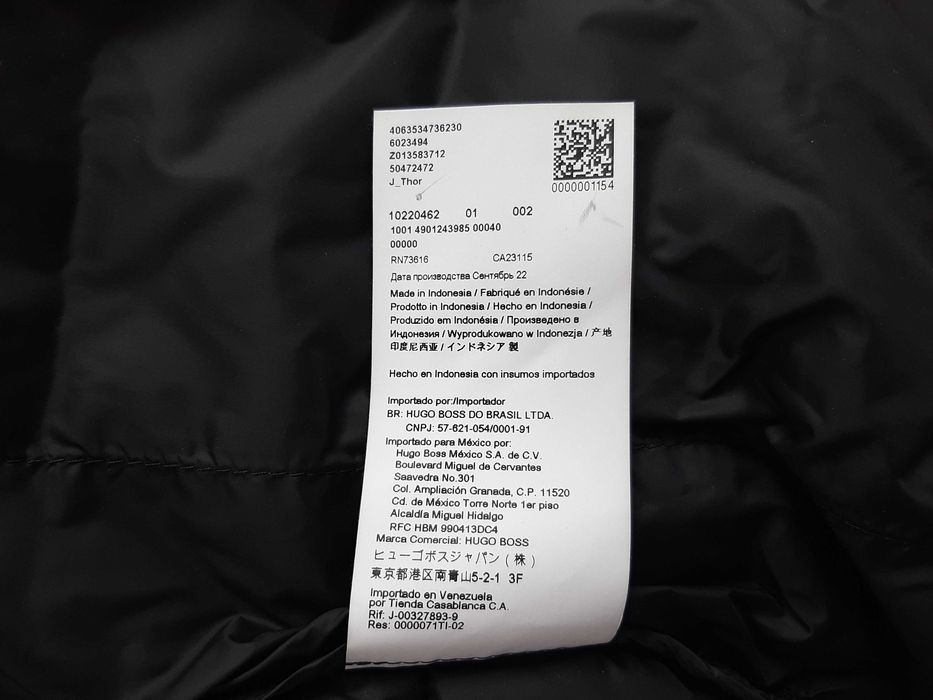 4063534736230
6023494
Z013583712
50472472
J_Thor
0000001154
10220462 01 002
1001 4901243985 00040
00000
RN73616 CA23115
Дата производства Сентябрь 22
Made in Indonesia / Fabriqué en Indonésie /
Prodotto in Indonesia / Hecho en Indonesia /
Produzido em Indonésia / Произведено в
Индонезия / Wyprodukowano w Indonezja / 产地
印度尼西亚 / インドネシア 製
Hecho en Indonesia con insumos importados
Importado por:/Importador
BR: HUGO BOSS DO BRASIL LTDA.
CNPJ: 57-621-054/0001-91
Importado para México por:
Hugo Boss México S.A. de C.V.
Boulevard Miguel de Cervantes
Saavedra No.301
Col. Ampliación Granada, C.P. 11520
Cd. de México Torre Norte 1er piso
Alcaldía Miguel Hidalgo
RFC HBM 990413DC4
Marca Comercial: HUGO BOSS
ヒューゴボスジャパン (株)
東京都港区南青山5-2-1 3F
Importado en Venezuela
por Tienda Casablanca C.A.
Rif: J-00327893-9
Res: 0000071TI-02